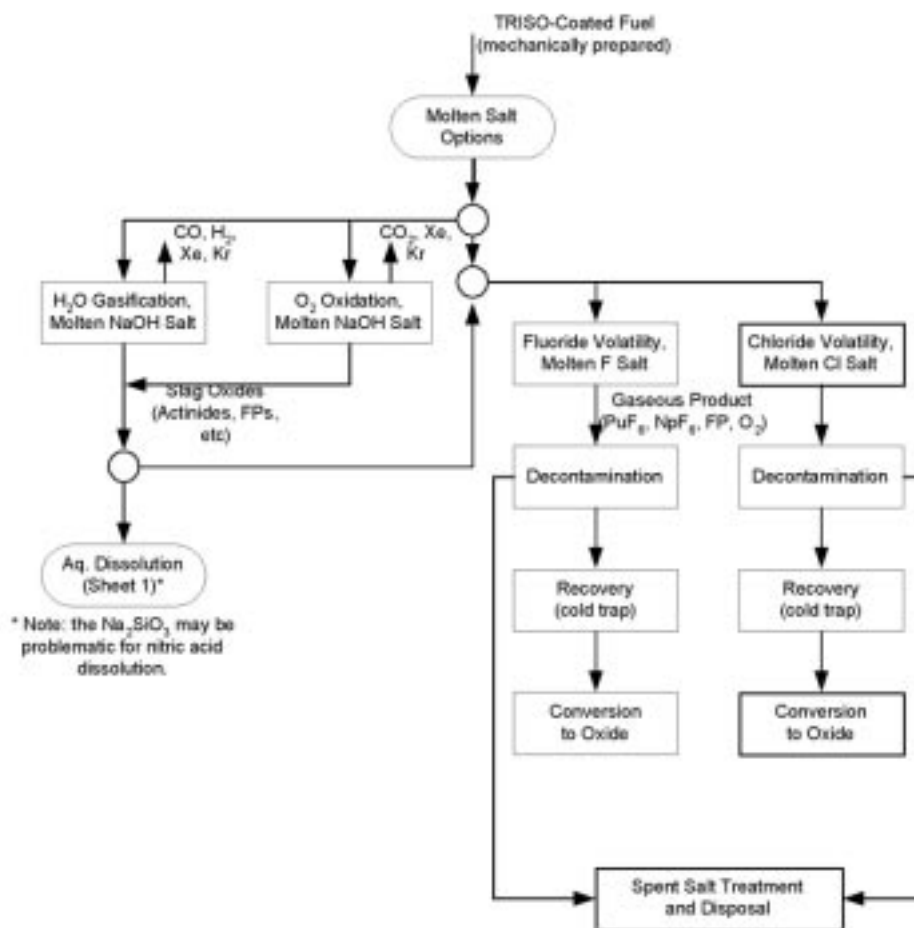 TRISO-Coated Fuel
(mechanically prepared)
Molten Salt
Options
CO, H₂,
Xe, Kr
CO₂, Xe,
Kr
H₂O Gasification,
Molten NaOH Salt
O₂ Oxidation,
Molten NaOH Salt
Fluoride Volatility,
Molten F Salt
Chloride Volatility,
Molten Cl Salt
Slag Oxides
(Actinides, FPs,
etc)
Gaseous Product
(PuF₆, NpF₆, FP, O₂)
Decontamination
Decontamination
Aq. Dissolution
(Sheet 1)*
* Note: the Na₂SiO₃ may be
problematic for nitric acid
dissolution.
Recovery
(cold trap)
Recovery
(cold trap)
Conversion
to Oxide
Conversion
to Oxide
Spent Salt Treatment
and Disposal